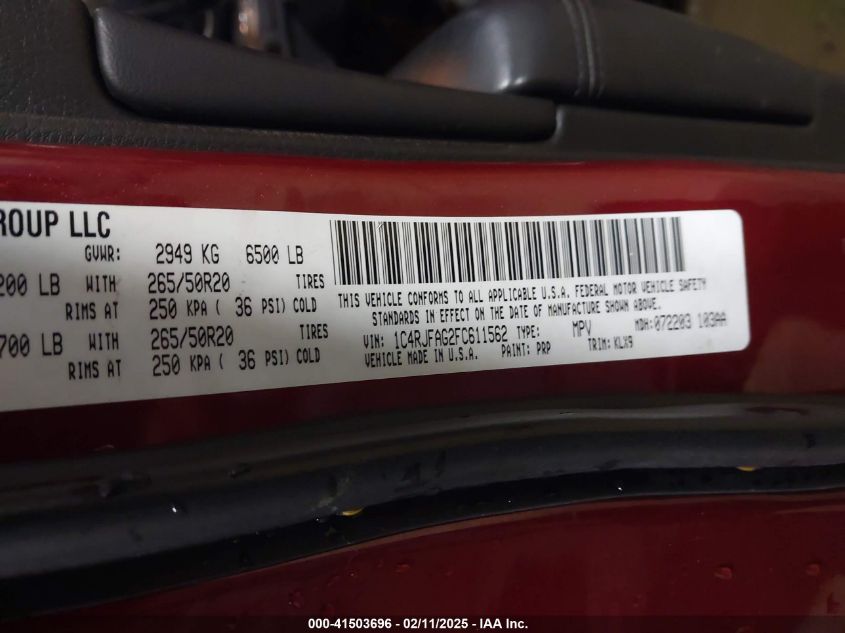 ROUP LLC
GVWR: 2949 KG 6500 LB
200 LB WITH 265/50R20 TIRES
RIMS AT 250 KPA ( 36 PSI) COLD
700 LB WITH 265/50R20 TIRES
RIMS AT 250 KPA ( 36 PSI) COLD
THIS VEHICLE CONFORMS TO ALL APPLICABLE U.S.A. FEDERAL MOTOR VEHICLE SAFETY
STANDARDS IN EFFECT ON THE DATE OF MANUFACTURE SHOWN ABOVE.
VIN: 1C4RJFAG2FC611562 TYPE: MPV MDH: 072203 103AA
VEHICLE MADE IN U.S.A. PAINT: PRP TRIM: KLX9
000-41503696 - 02/11/2025 - IAA Inc.